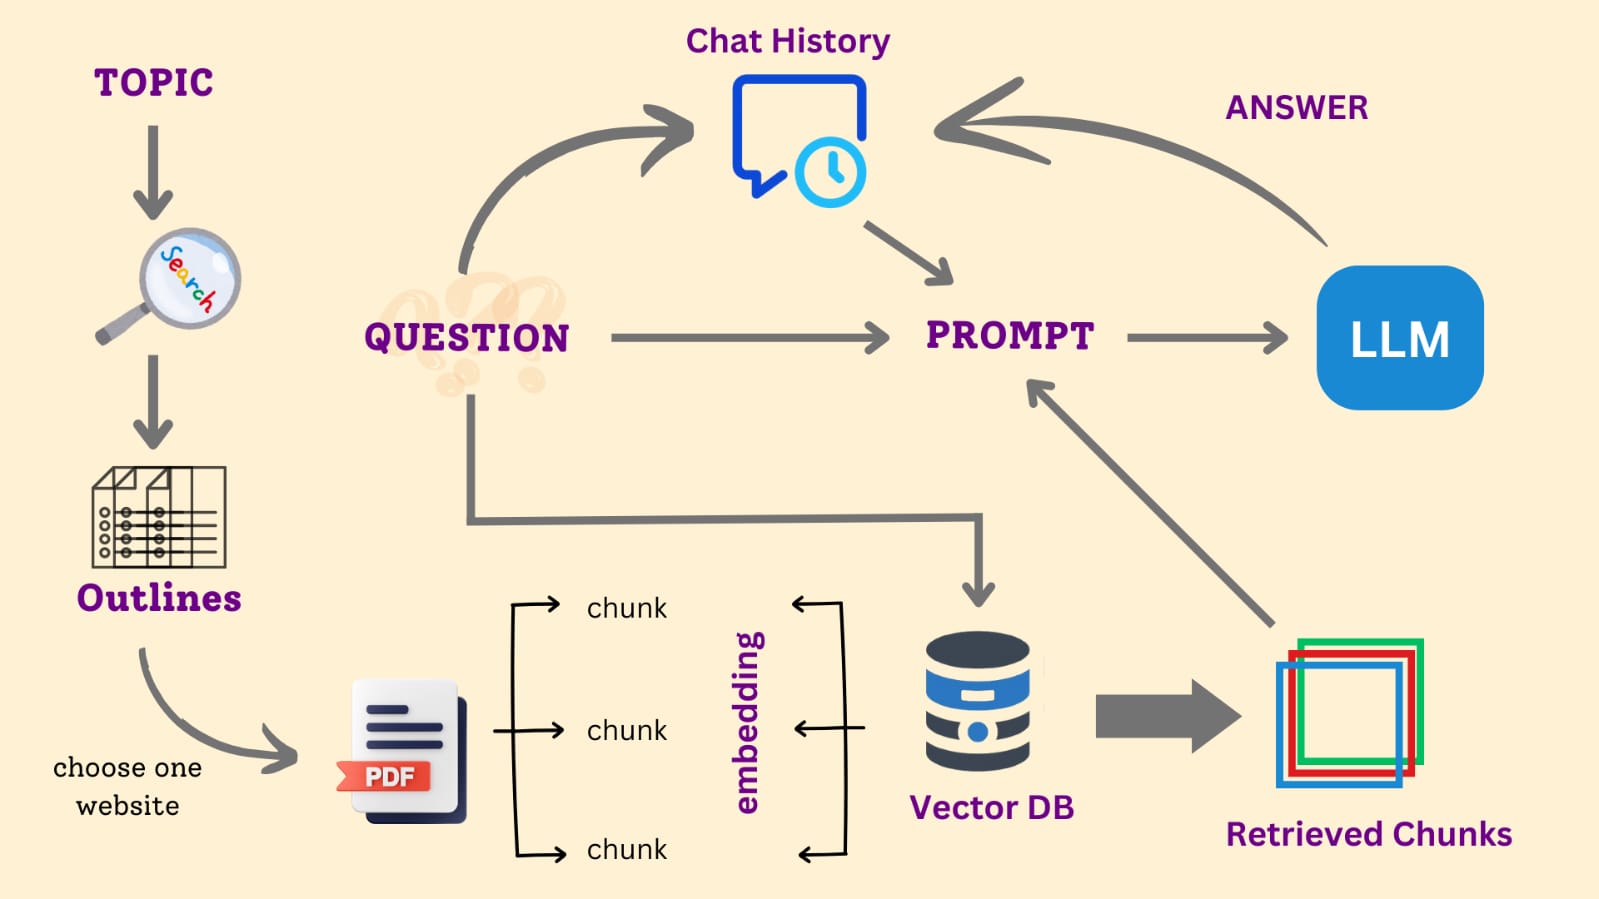 Chat History
TOPIC
ANSWER
Search
QUESTION
PROMPT
LLM
Outlines
choose one
website
PDF
chunk
chunk
chunk
embedding
Vector DB
Retrieved Chunks